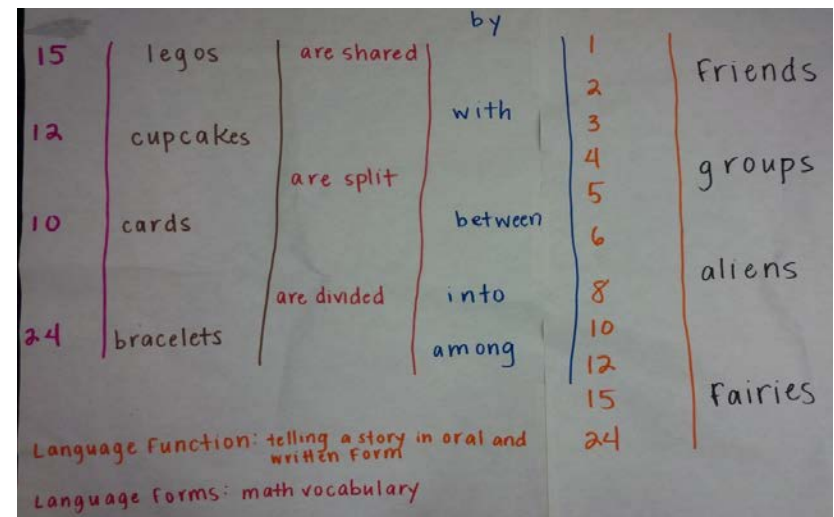 by
15 legos are shared 1 Friends
2
with
3
12 cupcakes
4 groups
are split
5
10 cards between
6
aliens
are divided into 8
10
24 bracelets among
12
15 Fairies
Language Function: telling a story in oral and 24
written Form
Language Forms: math vocabulary